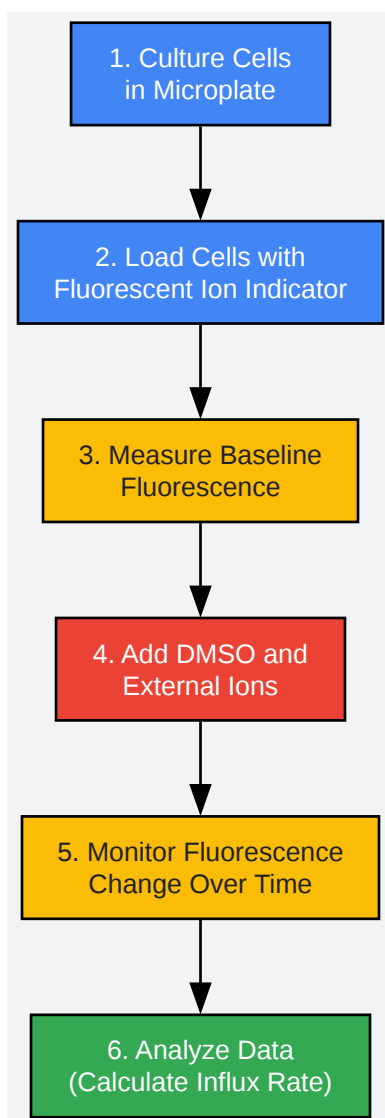 1. Culture Cells
in Microplate
2. Load Cells with
Fluorescent Ion Indicator
3. Measure Baseline
Fluorescence
4. Add DMSO and
External Ions
5. Monitor Fluorescence
Change Over Time
6. Analyze Data
(Calculate Influx Rate)